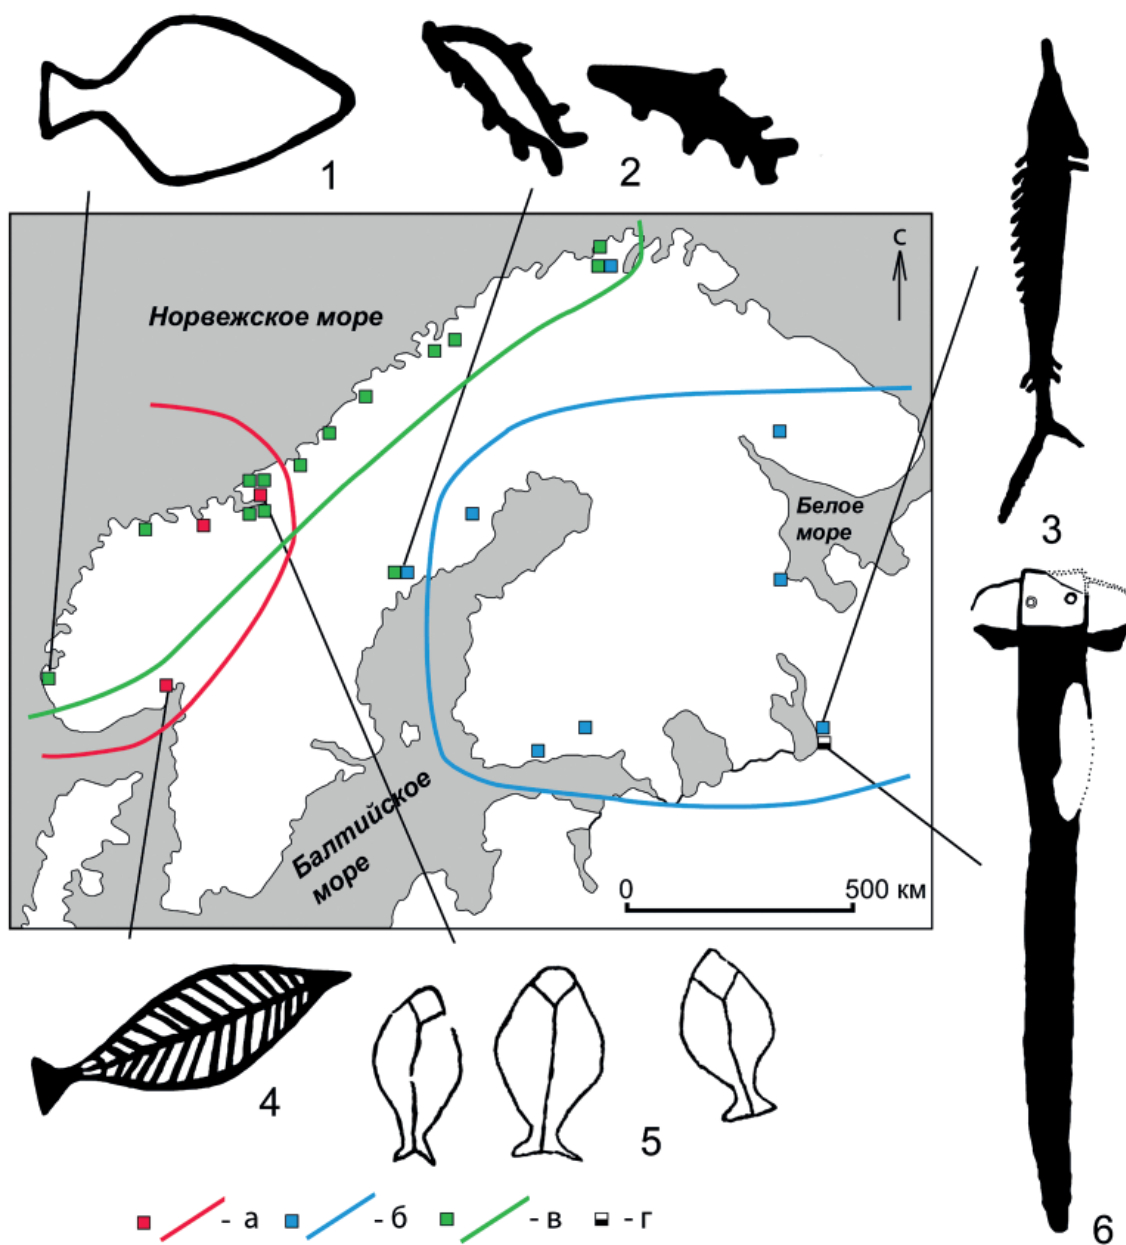 1
2
3
с
Норвежское море
Белое
море
Балтийское
море
0 500 км
4
5
6
- а
- б
- в
- г